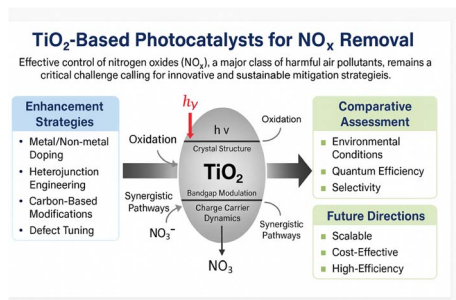 TiO₂-Based Photocatalysts for NOₓ Removal
Effective control of nitrogen oxides (NOₓ), a major class of harmful air pollutants, remains a
critical challenge calling for innovative and sustainable mitigation strategieis.
Enhancement
Strategies
• Metal/Non-metal
Doping
• Heterojunction
Engineering
• Carbon-Based
Modifications
• Defect Tuning
hγ
Oxidation
Synergistic
Pathways
NO₃⁻
h ν
Crystal Structure
TiO₂
Bandgap Modulation
Charge Carrier
Dynamics
NO₃
Oxidation
Synergistic
Pathways
Comparative
Assessment
▪ Environmental
Conditions
▪ Quantum Efficiency
▪ Selectivity
Future Directions
▪ Scalable
▪ Cost-Effective
▪ High-Efficiency